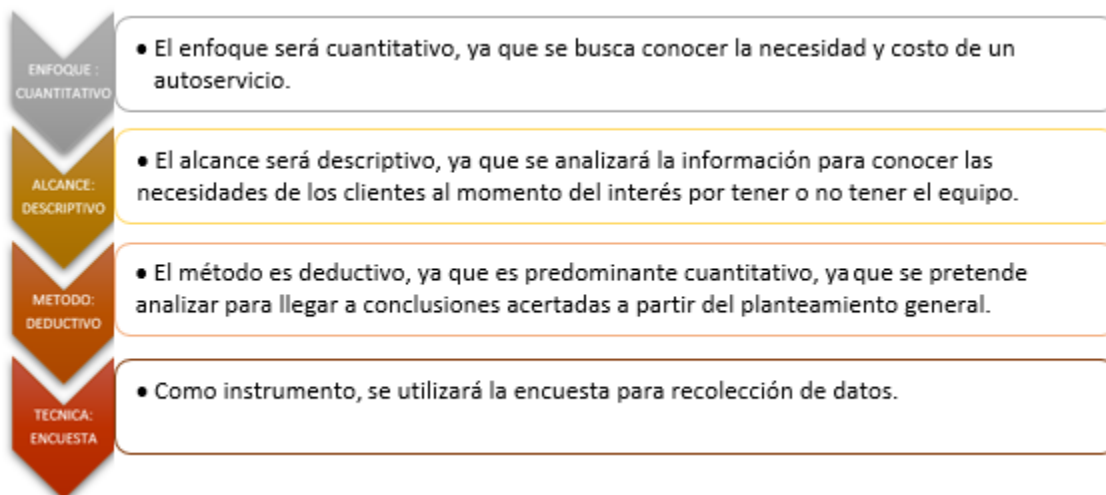 ENFOQUE :
CUANTITATIVO
• El enfoque será cuantitativo, ya que se busca conocer la necesidad y costo de un
autoservicio.
ALCANCE:
DESCRIPTIVO
• El alcance será descriptivo, ya que se analizará la información para conocer las
necesidades de los clientes al momento del interés por tener o no tener el equipo.
METODO:
DEDUCTIVO
• El método es deductivo, ya que es predominante cuantitativo, ya que se pretende
analizar para llegar a conclusiones acertadas a partir del planteamiento general.
TECNICA:
ENCUESTA
• Como instrumento, se utilizará la encuesta para recolección de datos.